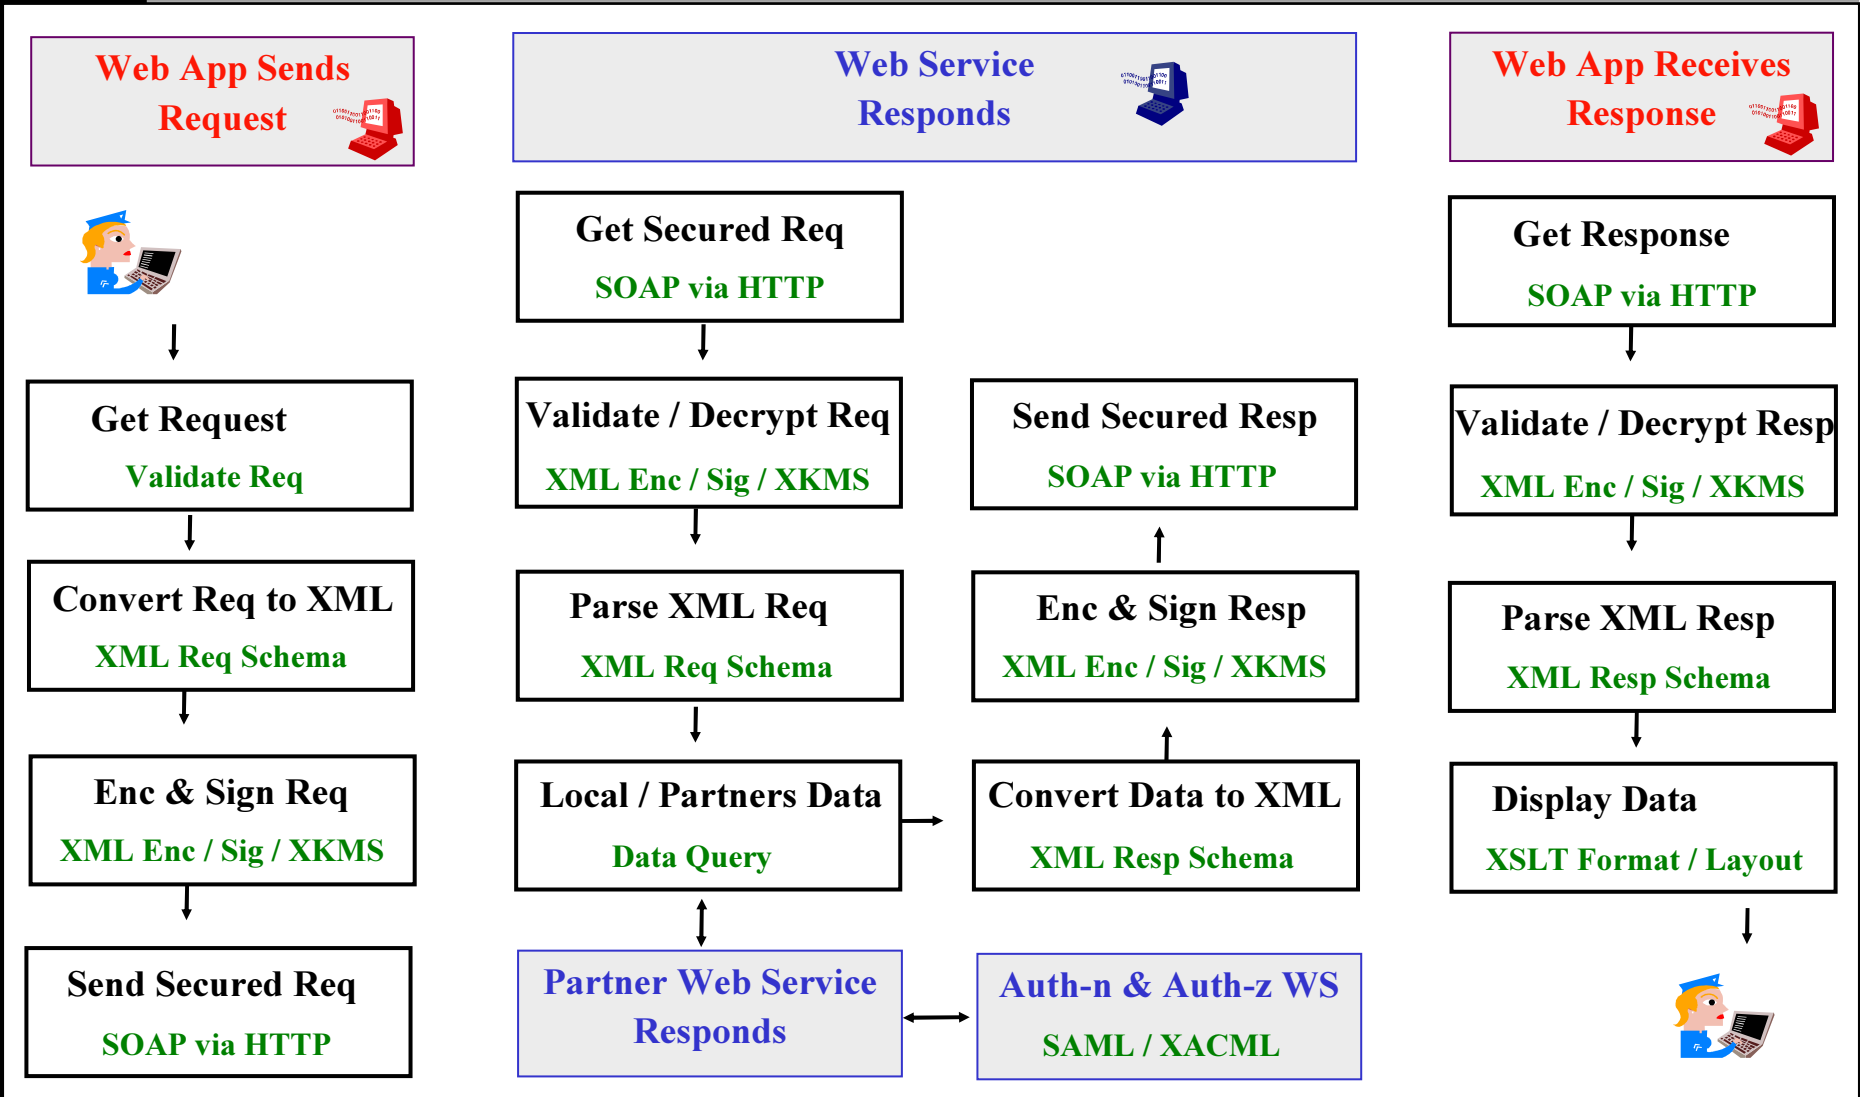 Web App Sends
Request
Web Service
Responds
Web App Receives
Response
Get Request
Validate Req
Convert Req to XML
XML Req Schema
Enc & Sign Req
XML Enc / Sig / XKMS
Send Secured Req
SOAP via HTTP
Get Secured Req
SOAP via HTTP
Validate / Decrypt Req
XML Enc / Sig / XKMS
Parse XML Req
XML Req Schema
Local / Partners Data
Data Query
Partner Web Service
Responds
Auth-n & Auth-z WS
SAML / XACML
Convert Data to XML
XML Resp Schema
Enc & Sign Resp
XML Enc / Sig / XKMS
Send Secured Resp
SOAP via HTTP
Get Response
SOAP via HTTP
Validate / Decrypt Resp
XML Enc / Sig / XKMS
Parse XML Resp
XML Resp Schema
Display Data
XSLT Format / Layout